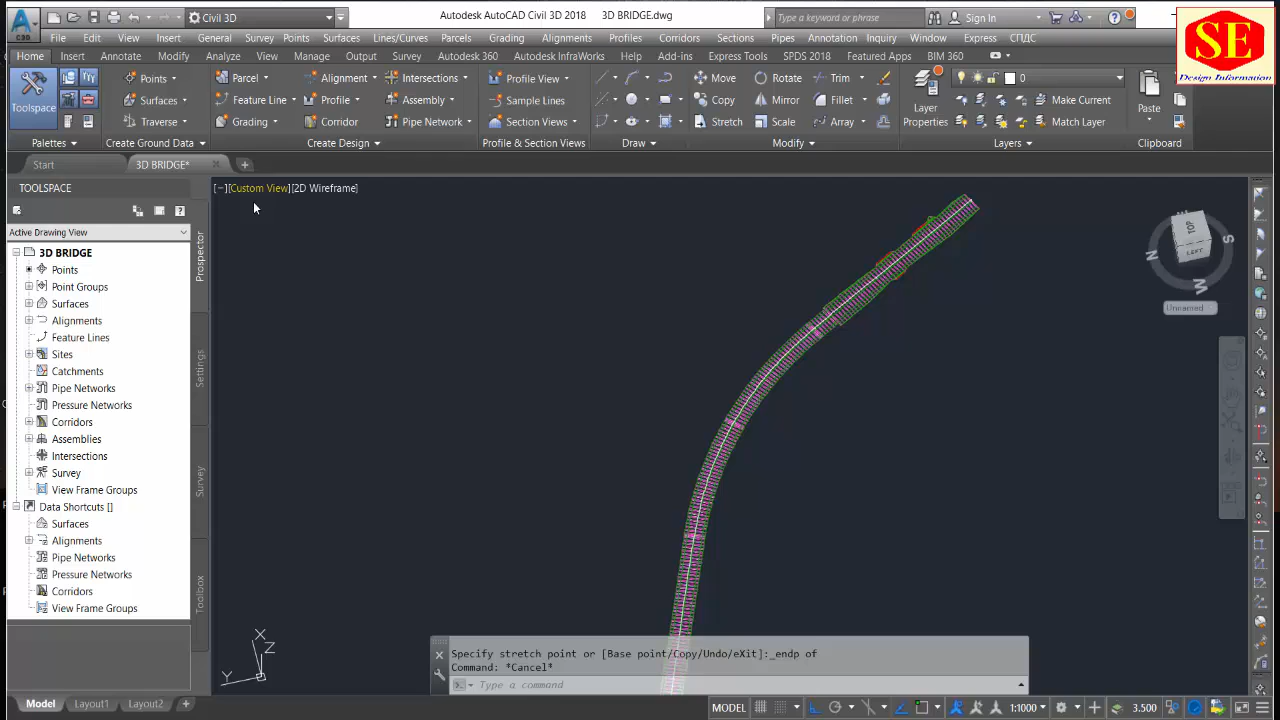 Civil 3D
Autodesk AutoCAD Civil 3D 2018 3D BRIDGE.dwg
Type a keyword or phrase
Sign In
SE
Design Information
C3D
File Edit View Insert General Survey Points Surfaces Lines/Curves Parcels Grading Alignments Profiles Corridors Sections Pipes Annotation Inquiry Window Express СПДС
Home Insert Annotate Modify Analyze View Manage Output Survey Autodesk 360 Autodesk InfraWorks Help Add-ins Express Tools SPDS 2018 Featured Apps BIM 360
Points Parcel Alignment Intersections Profile View Move Rotate Trim 0
Toolspace Surfaces Feature Line Profile Assembly Sample Lines Copy Mirror Fillet Layer Properties Make Current Paste
Traverse Grading Corridor Pipe Network Section Views Stretch Scale Array Match Layer
Palettes Create Ground Data Create Design Profile & Section Views Draw Modify Layers Clipboard
Start 3D BRIDGE*
TOOLSPACE
[−][Custom View][2D Wireframe]
Active Drawing View
3D BRIDGE
Points
Point Groups
Surfaces
Alignments
Feature Lines
Sites
Catchments
Pipe Networks
Pressure Networks
Corridors
Assemblies
Intersections
Survey
View Frame Groups
Data Shortcuts []
Surfaces
Alignments
Pipe Networks
Pressure Networks
Corridors
View Frame Groups
Prospector
Settings
Survey
Toolbox
TOP
LEFT
N
S
W
Unnamed
X
Z
Y
Specify stretch point or [Base point/Copy/Undo/eXit]:_endp of
Command: *Cancel*
Type a command
Model Layout1 Layout2
MODEL 1:1000 3.500